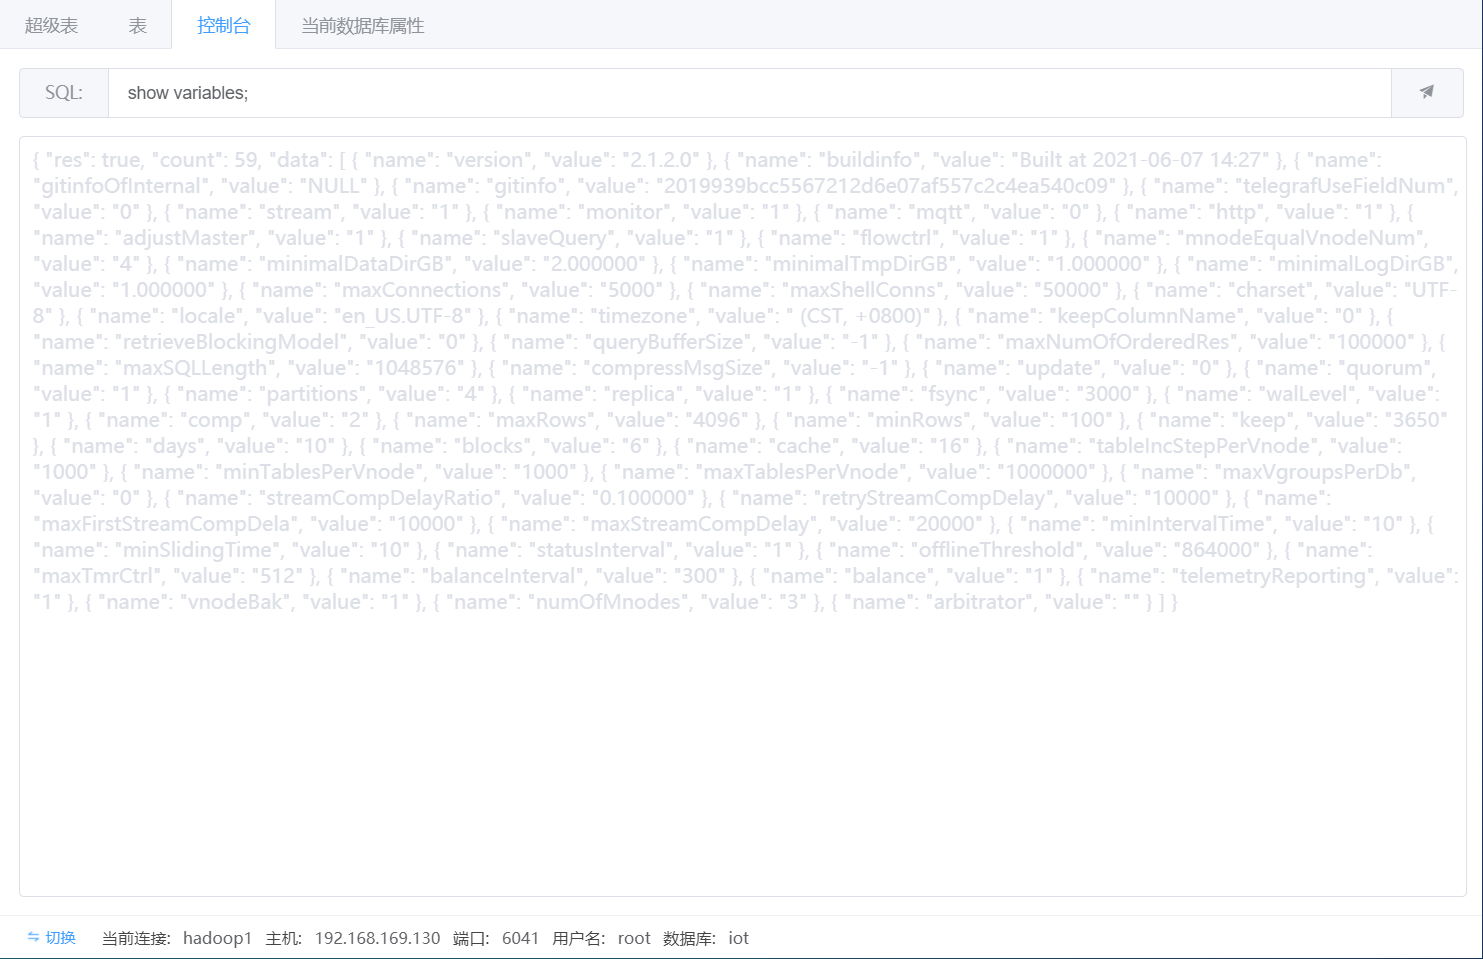 超级表 表 控制台 当前数据库属性
SQL: show variables;
{ "res": true, "count": 59, "data": [ { "name": "version", "value": "2.1.2.0" }, { "name": "buildinfo", "value": "Built at 2021-06-07 14:27" }, { "name":
"gitinfoOfInternal", "value": "NULL" }, { "name": "gitinfo", "value": "2019939bcc5567212d6e07af557c2c4ea540c09" }, { "name": "telegrafUseFieldNum",
"value": "0" }, { "name": "stream", "value": "1" }, { "name": "monitor", "value": "1" }, { "name": "mqtt", "value": "0" }, { "name": "http", "value": "1" }, {
"name": "adjustMaster", "value": "1" }, { "name": "slaveQuery", "value": "1" }, { "name": "flowctrl", "value": "1" }, { "name": "mnodeEqualVnodeNum",
"value": "4" }, { "name": "minimalDataDirGB", "value": "2.000000" }, { "name": "minimalTmpDirGB", "value": "1.000000" }, { "name": "minimalLogDirGB",
"value": "1.000000" }, { "name": "maxConnections", "value": "5000" }, { "name": "maxShellConns", "value": "50000" }, { "name": "charset", "value": "UTF-
8" }, { "name": "locale", "value": "en_US.UTF-8" }, { "name": "timezone", "value": " (CST, +0800)" }, { "name": "keepColumnName", "value": "0" }, {
"name": "retrieveBlockingModel", "value": "0" }, { "name": "queryBufferSize", "value": "-1" }, { "name": "maxNumOfOrderedRes", "value": "100000" }, {
"name": "maxSQLLength", "value": "1048576" }, { "name": "compressMsgSize", "value": "-1" }, { "name": "update", "value": "0" }, { "name": "quorum",
"value": "1" }, { "name": "partitions", "value": "4" }, { "name": "replica", "value": "1" }, { "name": "fsync", "value": "3000" }, { "name": "walLevel", "value":
"1" }, { "name": "comp", "value": "2" }, { "name": "maxRows", "value": "4096" }, { "name": "minRows", "value": "100" }, { "name": "keep", "value": "3650"
}, { "name": "days", "value": "10" }, { "name": "blocks", "value": "6" }, { "name": "cache", "value": "16" }, { "name": "tableIncStepPerVnode", "value":
"1000" }, { "name": "minTablesPerVnode", "value": "1000" }, { "name": "maxTablesPerVnode", "value": "1000000" }, { "name": "maxVgroupsPerDb",
"value": "0" }, { "name": "streamCompDelayRatio", "value": "0.100000" }, { "name": "retryStreamCompDelay", "value": "10000" }, { "name":
"maxFirstStreamCompDela", "value": "10000" }, { "name": "maxStreamCompDelay", "value": "20000" }, { "name": "minIntervalTime", "value": "10" }, {
"name": "minSlidingTime", "value": "10" }, { "name": "statusInterval", "value": "1" }, { "name": "offlineThreshold", "value": "864000" }, { "name":
"maxTmrCtrl", "value": "512" }, { "name": "balanceInterval", "value": "300" }, { "name": "balance", "value": "1" }, { "name": "telemetryReporting", "value":
"1" }, { "name": "vnodeBak", "value": "1" }, { "name": "numOfMnodes", "value": "3" }, { "name": "arbitrator", "value": "" } ] }
切换 当前连接: hadoop1 主机: 192.168.169.130 端口: 6041 用户名: root 数据库: iot